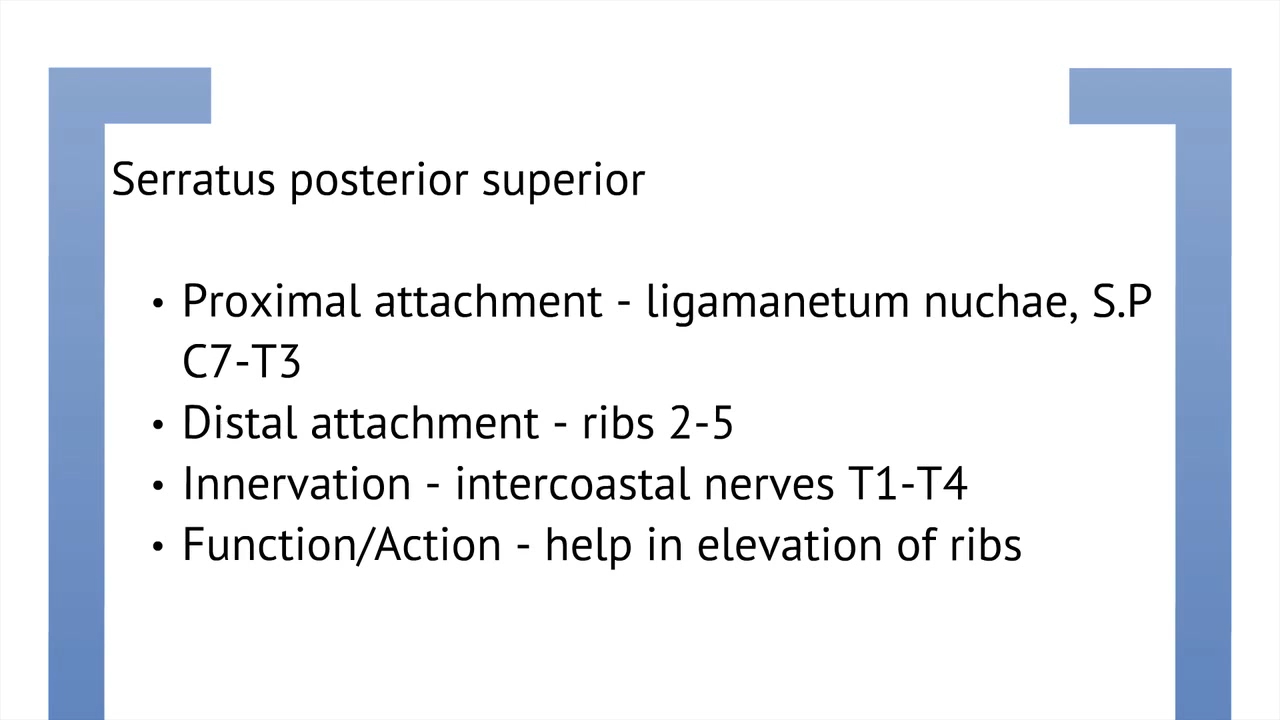 Serratus posterior superior
• Proximal attachment - ligamanetum nuchae, S.P
C7-T3
• Distal attachment - ribs 2-5
• Innervation - intercoastal nerves T1-T4
• Function/Action - help in elevation of ribs